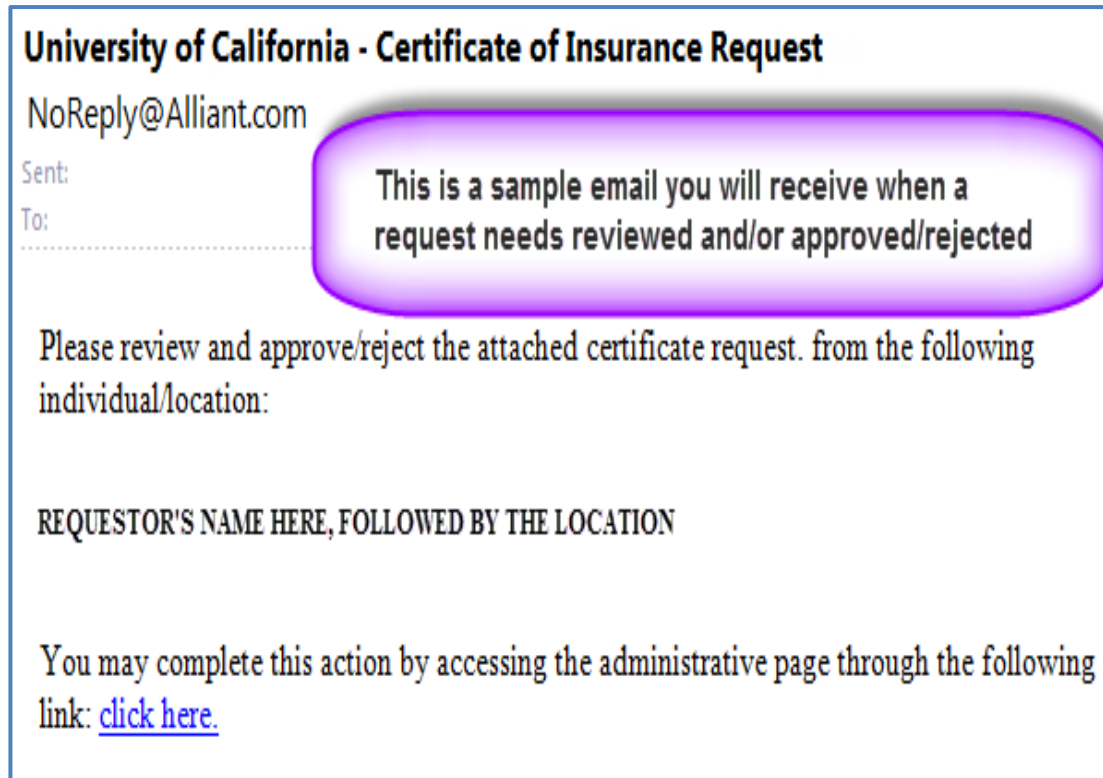 University of California - Certificate of Insurance Request
NoReply@Alliant.com
Sent:
To:
This is a sample email you will receive when a
request needs reviewed and/or approved/rejected
Please review and approve/reject the attached certificate request. from the following
individual/location:
REQUESTOR'S NAME HERE, FOLLOWED BY THE LOCATION
You may complete this action by accessing the administrative page through the following
link: click here.